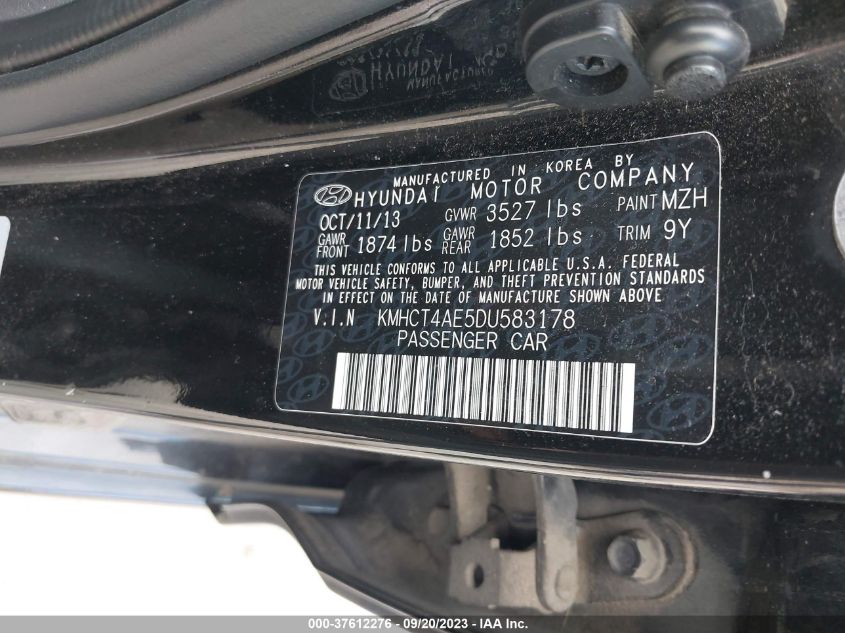 HYUNDAI
MANUFACTURED
MANUFACTURED IN KOREA BY
HYUNDAI MOTOR COMPANY
OCT/11/13 GVWR 3527 lbs PAINT MZH
GAWR FRONT 1874 lbs GAWR REAR 1852 lbs TRIM 9Y
THIS VEHICLE CONFORMS TO ALL APPLICABLE U.S.A. FEDERAL
MOTOR VEHICLE SAFETY, BUMPER, AND THEFT PREVENTION STANDARDS
IN EFFECT ON THE DATE OF MANUFACTURE SHOWN ABOVE
V.I.N KMHCT4AE5DU583178
PASSENGER CAR
000-37612276 - 09/20/2023 - IAA Inc.